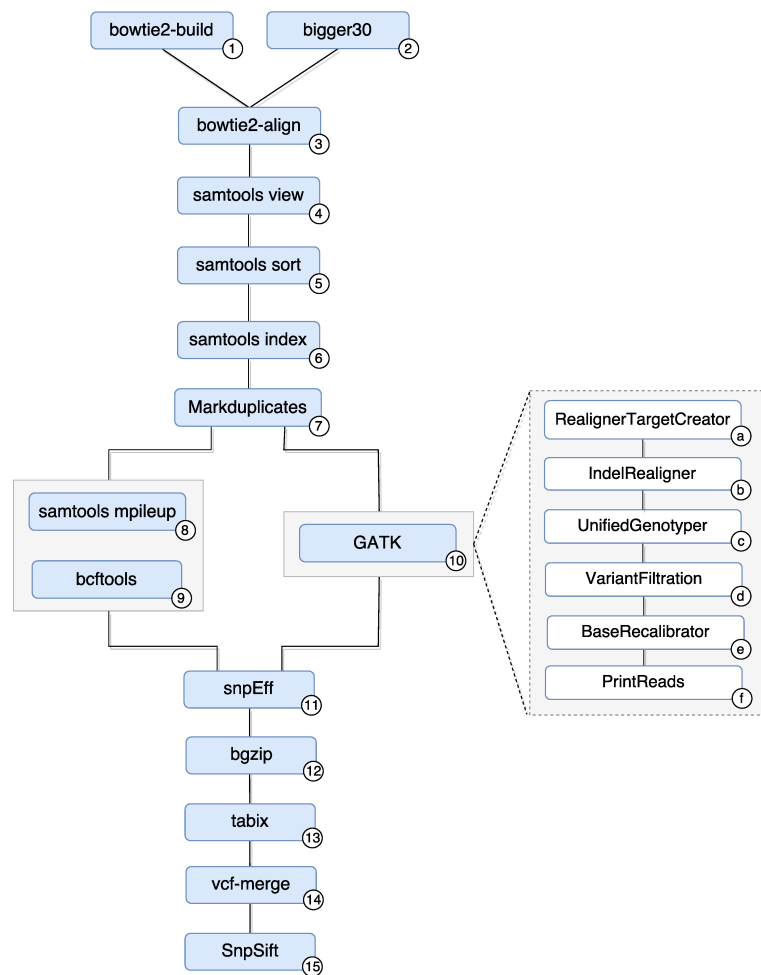 bowtie2-build
1
bigger30
2
bowtie2-align
3
samtools view
4
samtools sort
5
samtools index
6
Markduplicates
7
samtools mpileup
8
bcftools
9
GATK
10
RealignerTargetCreator
a
IndelRealigner
b
UnifiedGenotyper
c
VariantFiltration
d
BaseRecalibrator
e
PrintReads
f
snpEff
11
bgzip
12
tabix
13
vcf-merge
14
SnpSift
15